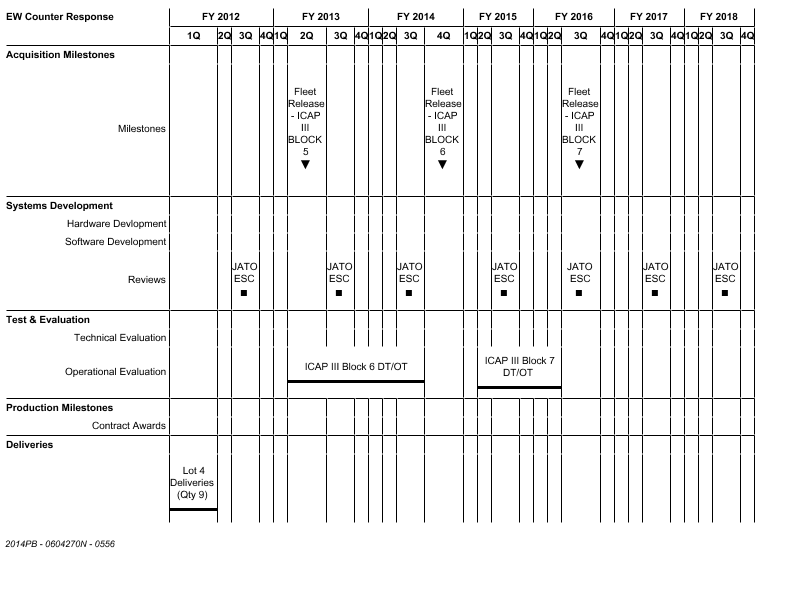 EW Counter Response FY 2012 FY 2013 FY 2014 FY 2015 FY 2016 FY 2017 FY 2018
1Q 2Q 3Q 4Q 1Q 2Q 3Q 4Q 1Q 2Q 3Q 4Q 1Q 2Q 3Q 4Q 1Q 2Q 3Q 4Q 1Q 2Q 3Q 4Q 1Q 2Q 3Q 4Q
Acquisition Milestones
Milestones
Fleet
Release
- ICAP
III
BLOCK
5
Fleet
Release
- ICAP
III
BLOCK
6
Fleet
Release
- ICAP
III
BLOCK
7
Systems Development
Hardware Devlopment
Software Development
Reviews
JATO
ESC
JATO
ESC
JATO
ESC
JATO
ESC
JATO
ESC
JATO
ESC
JATO
ESC
Test & Evaluation
Technical Evaluation
Operational Evaluation
ICAP III Block 6 DT/OT
ICAP III Block 7
DT/OT
Production Milestones
Contract Awards
Deliveries
Lot 4
Deliveries
(Qty 9)
2014PB - 0604270N - 0556